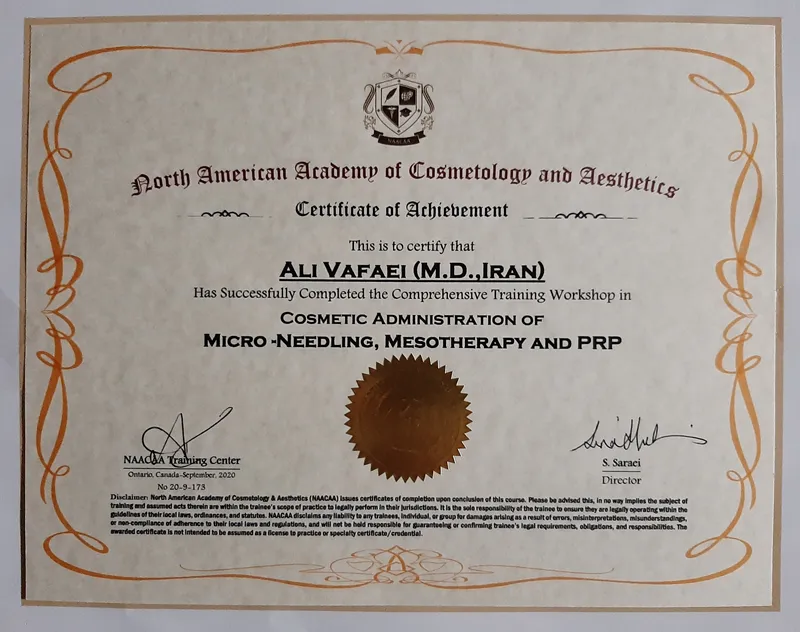 NAACAA
North American Academy of Cosmetology and Aesthetics
Certificate of Achievement
This is to certify that
ALI VAFAEI (M.D.,IRAN)
Has Successfully Completed the Comprehensive Training Workshop in
COSMETIC ADMINISTRATION OF
MICRO-NEEDLING, MESOTHERAPY AND PRP
NAACAA Training Center
Ontario, Canada-September, 2020
No 20-9-173
S. Saraei
Director
Disclaimer: North American Academy of Cosmetology & Aesthetics (NAACAA) issues certificates of completion upon conclusion of this course. Please be advised this, in no way implies the subject of
training and assumed acts therein are within the trainee's scope of practice to legally perform in their jurisdictions. It is the sole responsibility of the trainee to ensure they are legally operating within the
guidelines of their local laws, ordinances, and statutes. NAACAA disclaims any liability to any trainees, individual, or group for damages arising as a result of errors, misinterpretations, misunderstandings,
or non-compliance of adherence to their local laws and regulations, and will not be held responsible for guaranteeing or confirming trainee's legal requirements, obligations, and responsibilities. The
awarded certificate is not intended to be assumed as a license to practice or specialty certificate/credential.